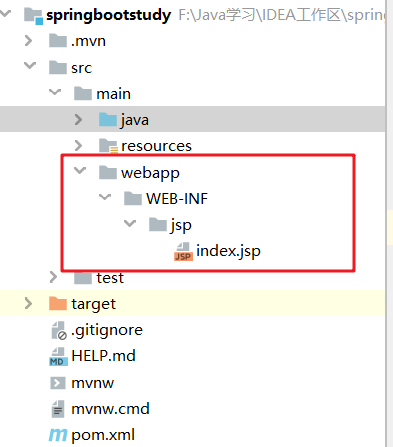 springbootstudy F:\Java学习\IDEA工作区\spring
.mvn
src
main
java
resources
webapp
WEB-INF
jsp
JSP index.jsp
test
target
.gitignore
MD HELP.md
mvnw
mvnw.cmd
m pom.xml